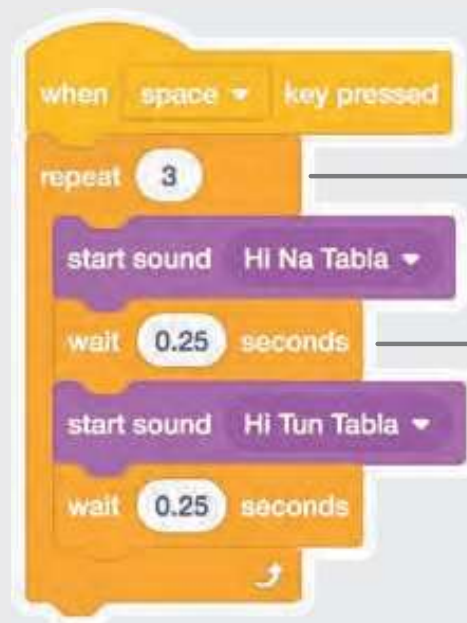 when space key pressed
repeat 3
start sound Hi Na Tabla
wait 0.25 seconds
start sound Hi Tun Tabla
wait 0.25 seconds